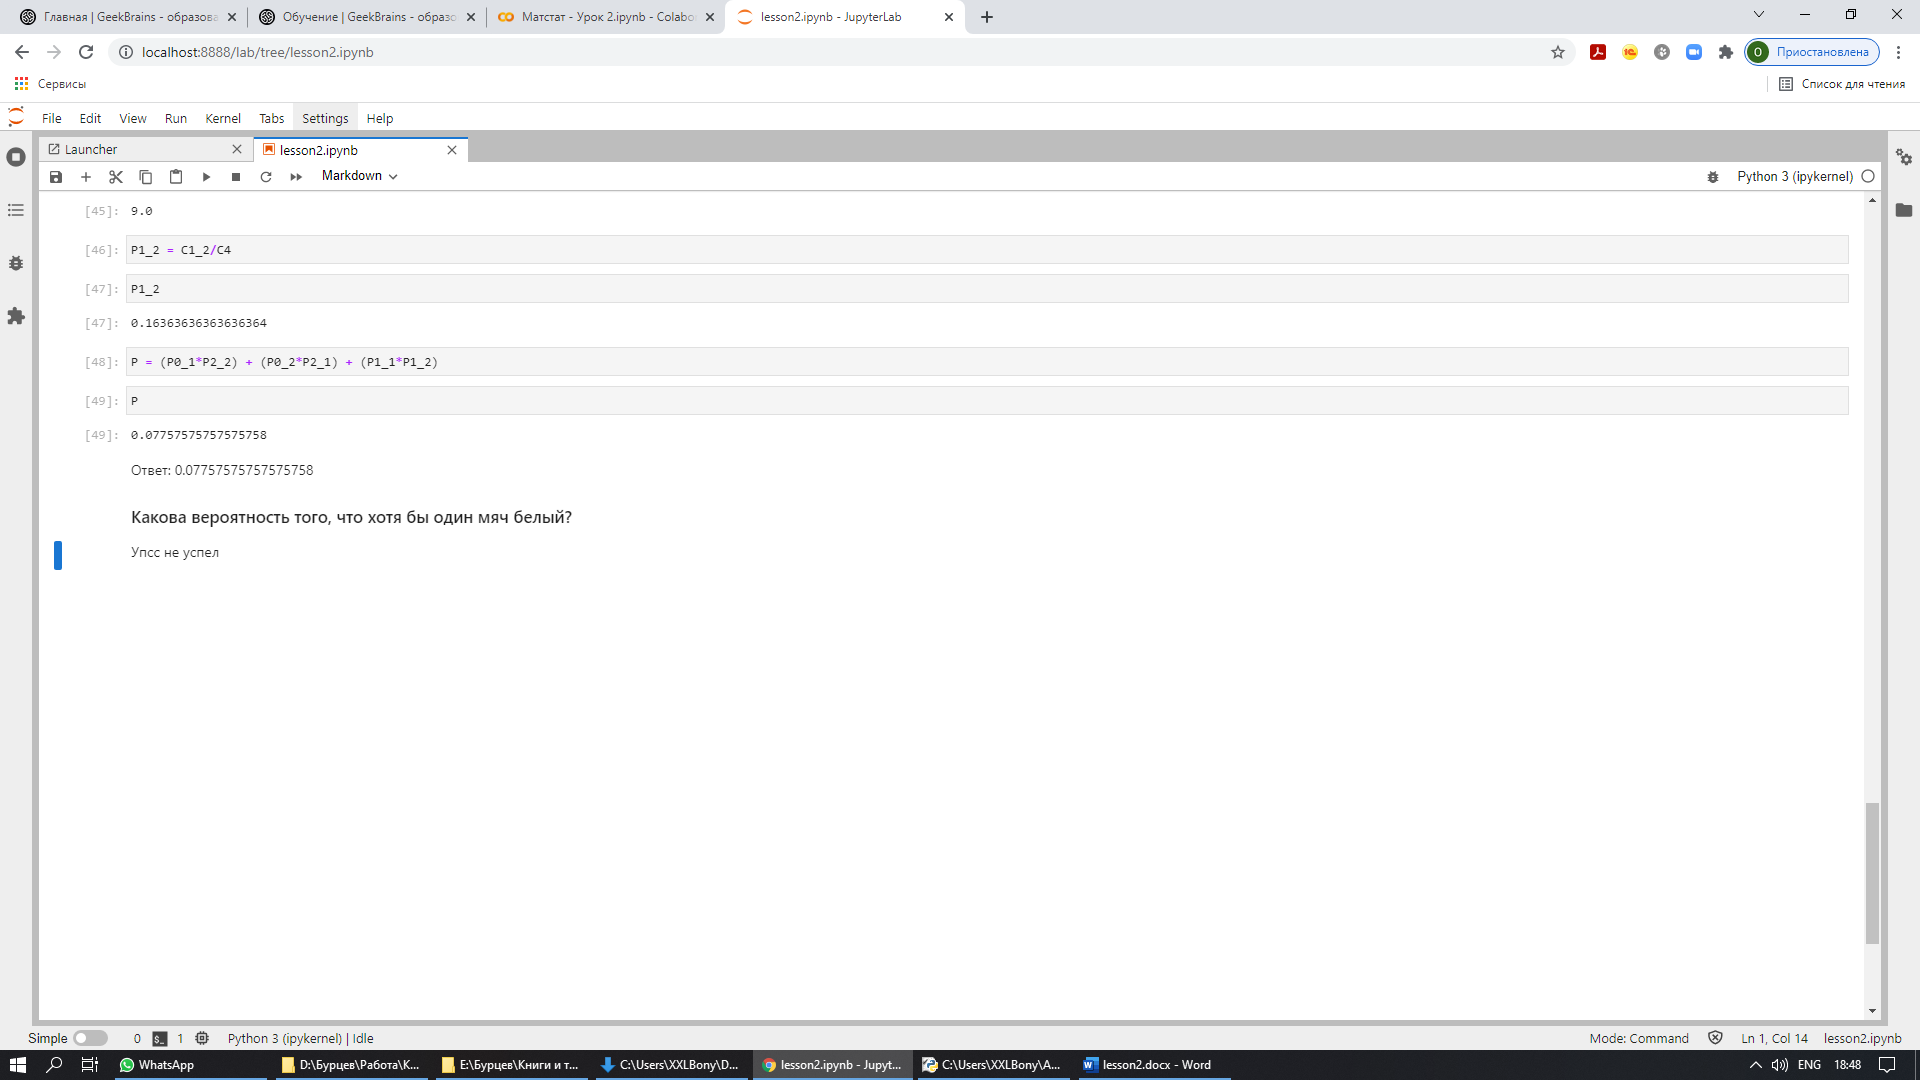 Главная | GeekBrains - образова
Обучение | GeekBrains - образо
Матстат - Урок 2.ipynb - Colabo
lesson2.ipynb - JupyterLab
localhost:8888/lab/tree/lesson2.ipynb
О Приостановлена
Сервисы
Список для чтения
File Edit View Run Kernel Tabs Settings Help
Launcher
lesson2.ipynb
Markdown
Python 3 (ipykernel)
[45]: 9.0
[46]: P1_2 = C1_2/C4
[47]: P1_2
[47]: 0.16363636363636364
[48]: P = (P0_1*P2_2) + (P0_2*P2_1) + (P1_1*P1_2)
[49]: P
[49]: 0.07757575757575758
Ответ: 0.07757575757575758
Какова вероятность того, что хотя бы один мяч белый?
Упсс не успел
Simple 0 $_ 1 Python 3 (ipykernel) | Idle
Mode: Command Ln 1, Col 14 lesson2.ipynb
WhatsApp
D:\Бурцев\Работа\К...
E:\Бурцев\Книги и т...
C:\Users\XXLBony\D...
lesson2.ipynb - Jupyt...
C:\Users\XXLBony\A...
lesson2.docx - Word
ENG 18:48